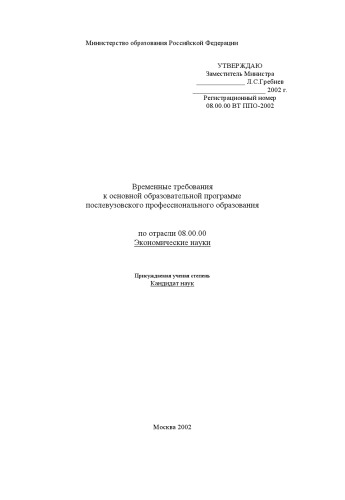 Министерство образования Российской Федерации
УТВЕРЖДАЮ
Заместитель Министра
______________ Л.С.Гребнев
_____________________ 2002 г.
Регистрационный номер
08.00.00 ВТ ППО-2002
Временные требования
к основной образовательной программе
послевузовского профессионального образования
по отрасли 08.00.00
Экономические науки
Присуждаемая ученая степень
Кандидат наук
Москва 2002